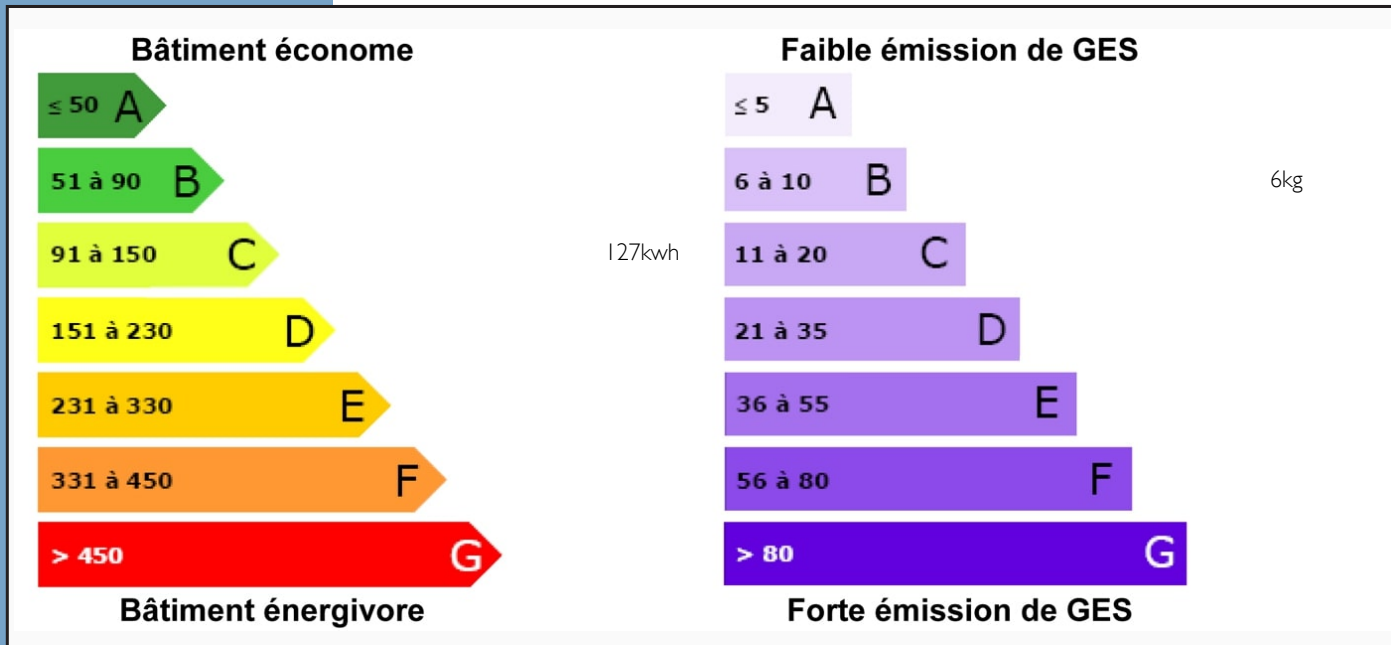 Bâtiment économe
≤ 50 A
51 à 90 B
91 à 150 C
127kwh
151 à 230 D
231 à 330 E
331 à 450 F
> 450 G
Bâtiment énergivore
Faible émission de GES
≤ 5 A
6 à 10 B
6kg
11 à 20 C
21 à 35 D
36 à 55 E
56 à 80 F
> 80 G
Forte émission de GES